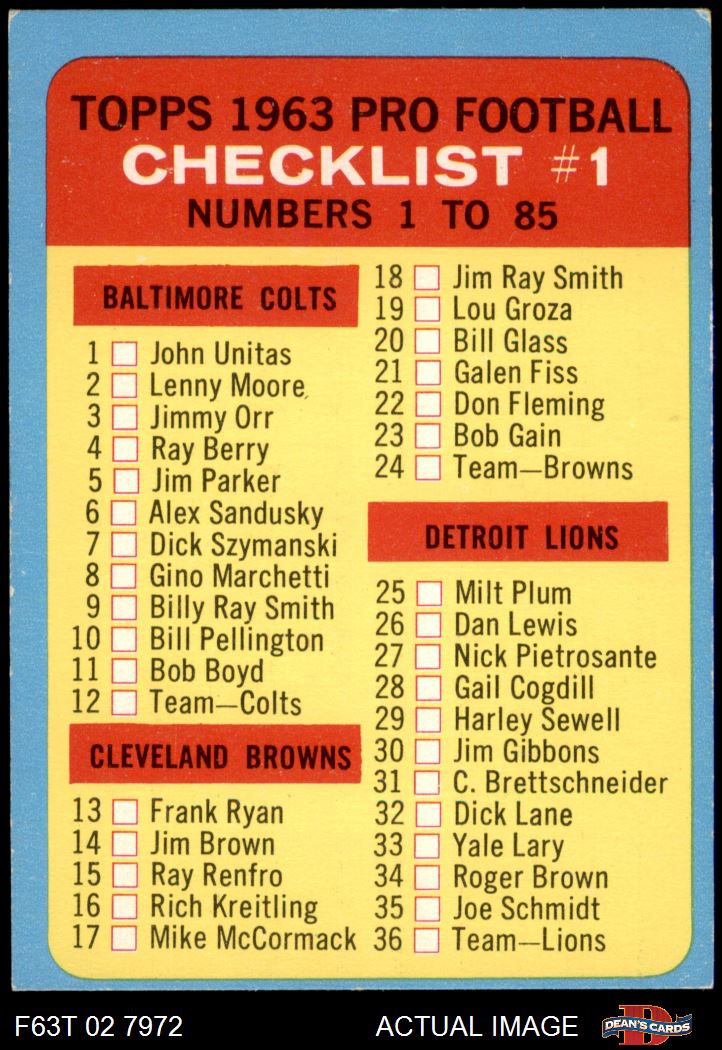 TOPPS 1963 PRO FOOTBALL
CHECKLIST #1
NUMBERS 1 TO 85
BALTIMORE COLTS
1 John Unitas
2 Lenny Moore
3 Jimmy Orr
4 Ray Berry
5 Jim Parker
6 Alex Sandusky
7 Dick Szymanski
8 Gino Marchetti
9 Billy Ray Smith
10 Bill Pellington
11 Bob Boyd
12 Team—Colts
CLEVELAND BROWNS
13 Frank Ryan
14 Jim Brown
15 Ray Renfro
16 Rich Kreitling
17 Mike McCormack
18 Jim Ray Smith
19 Lou Groza
20 Bill Glass
21 Galen Fiss
22 Don Fleming
23 Bob Gain
24 Team—Browns
DETROIT LIONS
25 Milt Plum
26 Dan Lewis
27 Nick Pietrosante
28 Gail Cogdill
29 Harley Sewell
30 Jim Gibbons
31 C. Brettschneider
32 Dick Lane
33 Yale Lary
34 Roger Brown
35 Joe Schmidt
36 Team—Lions
F63T 02 7972
ACTUAL IMAGE
D
DEAN'S CARDS